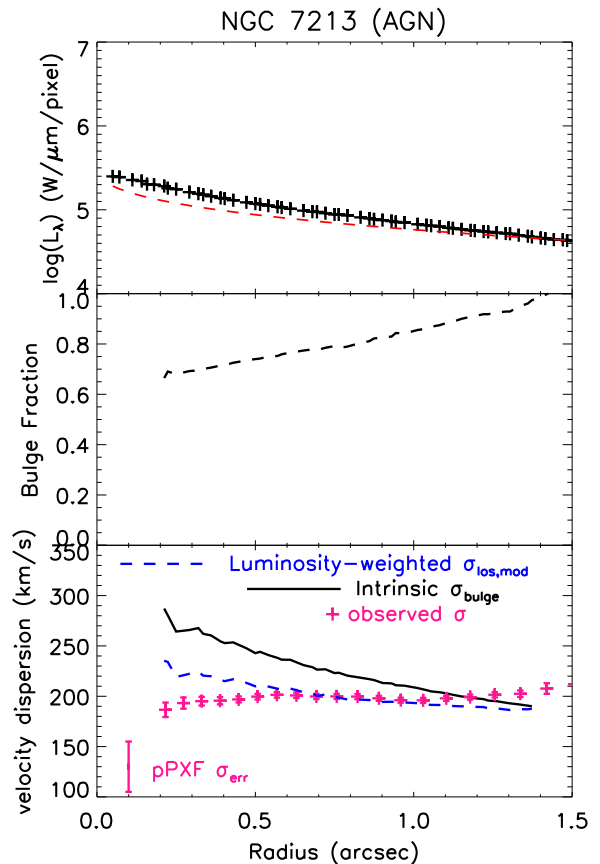 NGC 7213 (AGN)
7
6
5
4
log(Lλ) (W/μm/pixel)
1.0
0.8
0.6
0.4
0.2
0.0
Bulge Fraction
350
300
250
200
150
100
velocity dispersion (km/s)
Luminosity-weighted σlos,mod
Intrinsic σbulge
observed σ
pPXF σerr
0.0 0.5 1.0 1.5
Radius (arcsec)